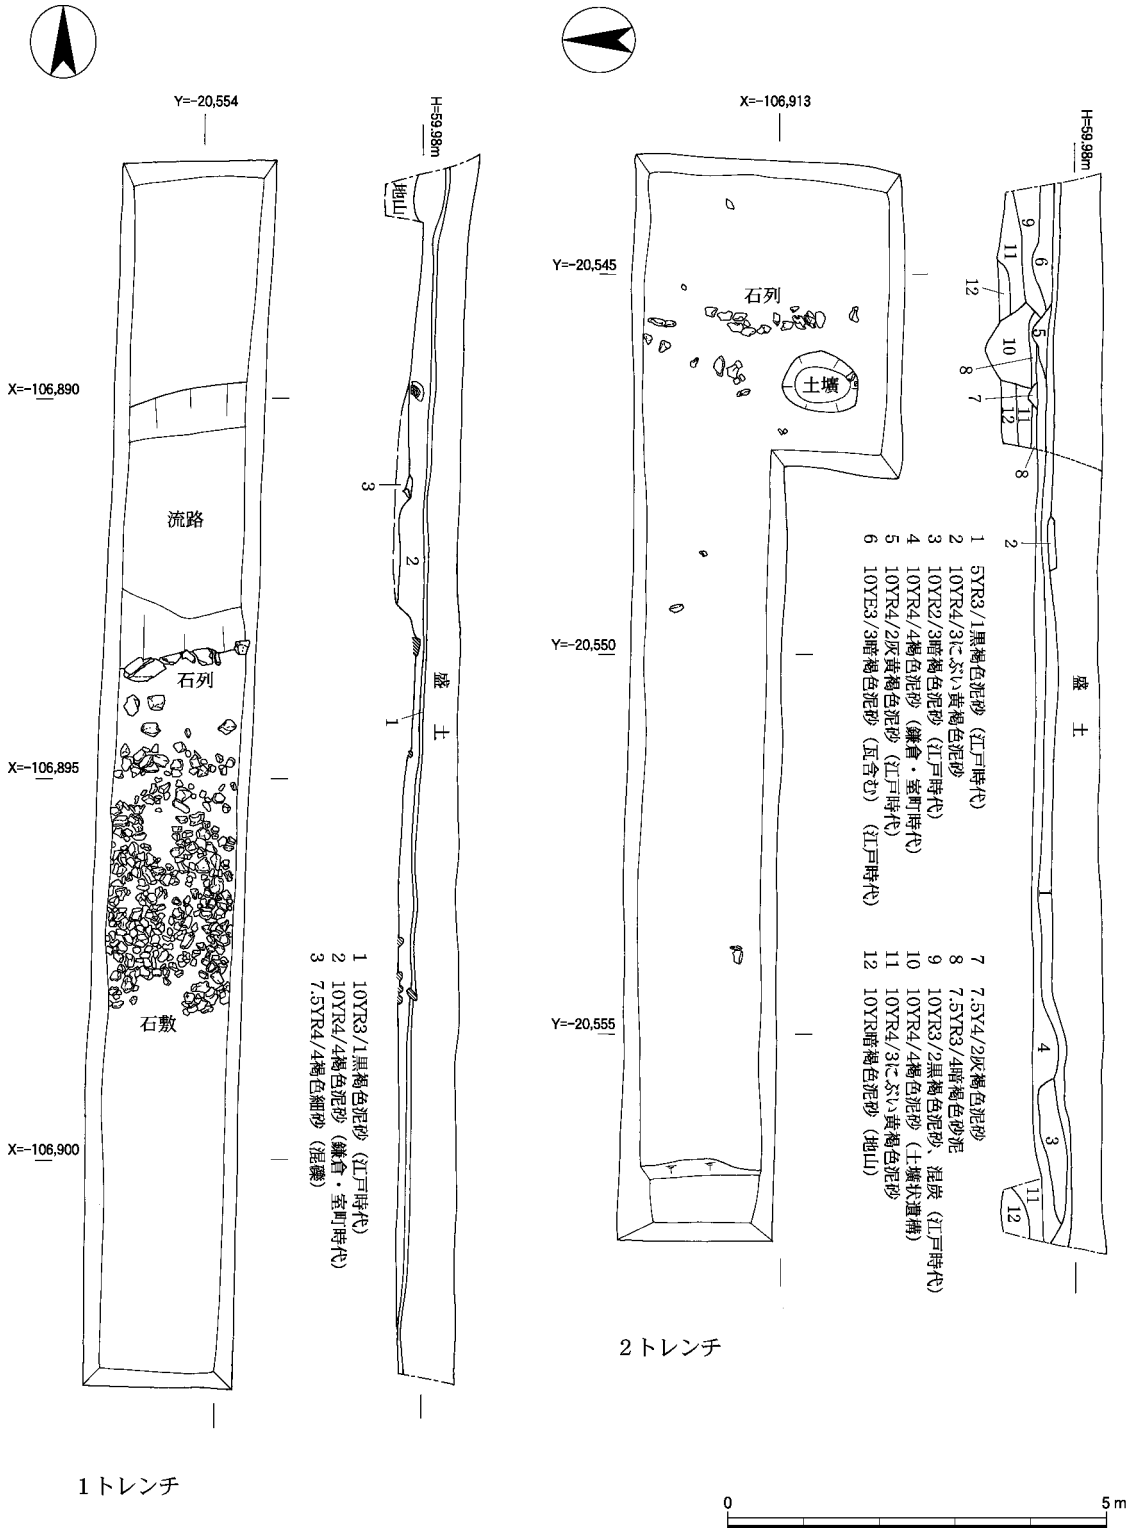 Y=-20,554
H=59.98m
地山
X=-106,890
3
2
流路
盛土
石列
1
X=-106,895
石敷
X=-106,900
1 10YR3/1黒褐色泥砂（江戸時代）
2 10YR4/4褐色泥砂（鎌倉・室町時代）
3 7.5YR4/4褐色細砂（混礫）
1トレンチ
X=-106,913
H=59.98m
Y=-20,545
石列
土壙
9
6
11
12
5
10
8
7
11
12
8
2
Y=-20,550
盛土
1
Y=-20,555
4
3
11
12
1 5YR3/1黒褐色泥砂（江戸時代）
2 10YR4/3にぶい黄褐色泥砂
3 10YR2/3暗褐色泥砂（江戸時代）
4 10YR4/4褐色泥砂（鎌倉・室町時代）
5 10YR4/2灰黄褐色泥砂（江戸時代）
6 10YE3/3暗褐色泥砂（瓦含む）（江戸時代）
7 7.5Y4/2灰褐色泥砂
8 7.5YR3/4暗褐色砂泥
9 10YR3/2黒褐色泥砂、混炭（江戸時代）
10 10YR4/4褐色泥砂（土壙状遺構）
11 10YR4/3にぶい黄褐色泥砂
12 10YR暗褐色泥砂（地山）
2トレンチ
0 5m